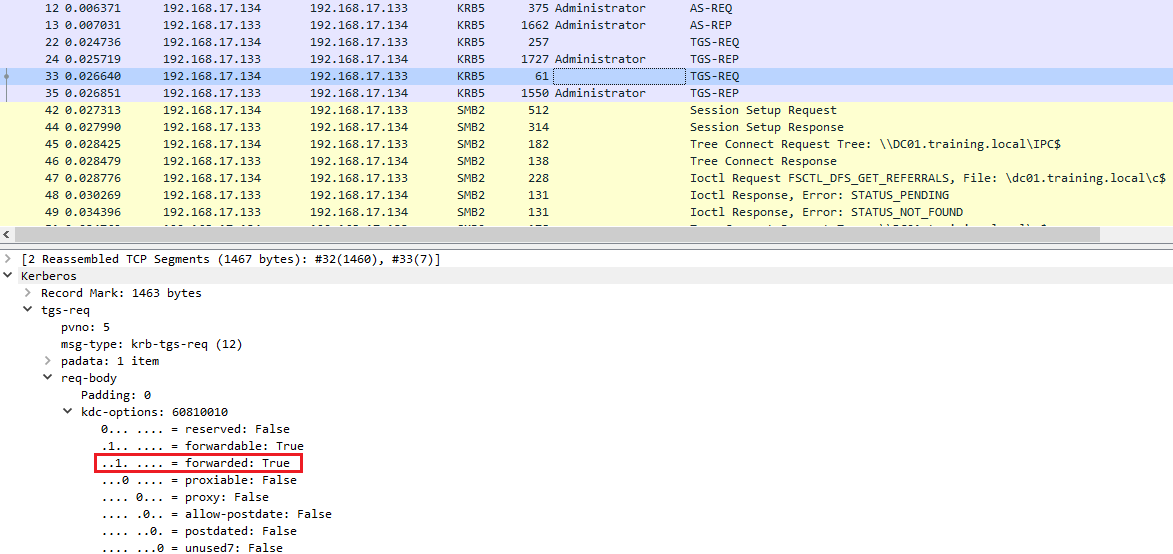 12 0.006371 192.168.17.134 192.168.17.133 KRB5 375 Administrator AS-REQ
13 0.007031 192.168.17.133 192.168.17.134 KRB5 1662 Administrator AS-REP
22 0.024736 192.168.17.134 192.168.17.133 KRB5 257 TGS-REQ
24 0.025719 192.168.17.133 192.168.17.134 KRB5 1727 Administrator TGS-REP
33 0.026640 192.168.17.134 192.168.17.133 KRB5 61 TGS-REQ
35 0.026851 192.168.17.133 192.168.17.134 KRB5 1550 Administrator TGS-REP
42 0.027313 192.168.17.134 192.168.17.133 SMB2 512 Session Setup Request
44 0.027990 192.168.17.133 192.168.17.134 SMB2 314 Session Setup Response
45 0.028425 192.168.17.134 192.168.17.133 SMB2 182 Tree Connect Request Tree: \\DC01.training.local\IPC$
46 0.028479 192.168.17.133 192.168.17.134 SMB2 138 Tree Connect Response
47 0.028776 192.168.17.134 192.168.17.133 SMB2 228 Ioctl Request FSCTL_DFS_GET_REFERRALS, File: \dc01.training.local\c$
48 0.030269 192.168.17.133 192.168.17.134 SMB2 131 Ioctl Response, Error: STATUS_PENDING
49 0.034396 192.168.17.133 192.168.17.134 SMB2 131 Ioctl Response, Error: STATUS_NOT_FOUND
[2 Reassembled TCP Segments (1467 bytes): #32(1460), #33(7)]
Kerberos
Record Mark: 1463 bytes
tgs-req
pvno: 5
msg-type: krb-tgs-req (12)
padata: 1 item
req-body
Padding: 0
kdc-options: 60810010
0... .... = reserved: False
.1.. .... = forwardable: True
..1. .... = forwarded: True
...0 .... = proxiable: False
.... 0... = proxy: False
.... .0.. = allow-postdate: False
.... ..0. = postdated: False
.... ...0 = unused7: False